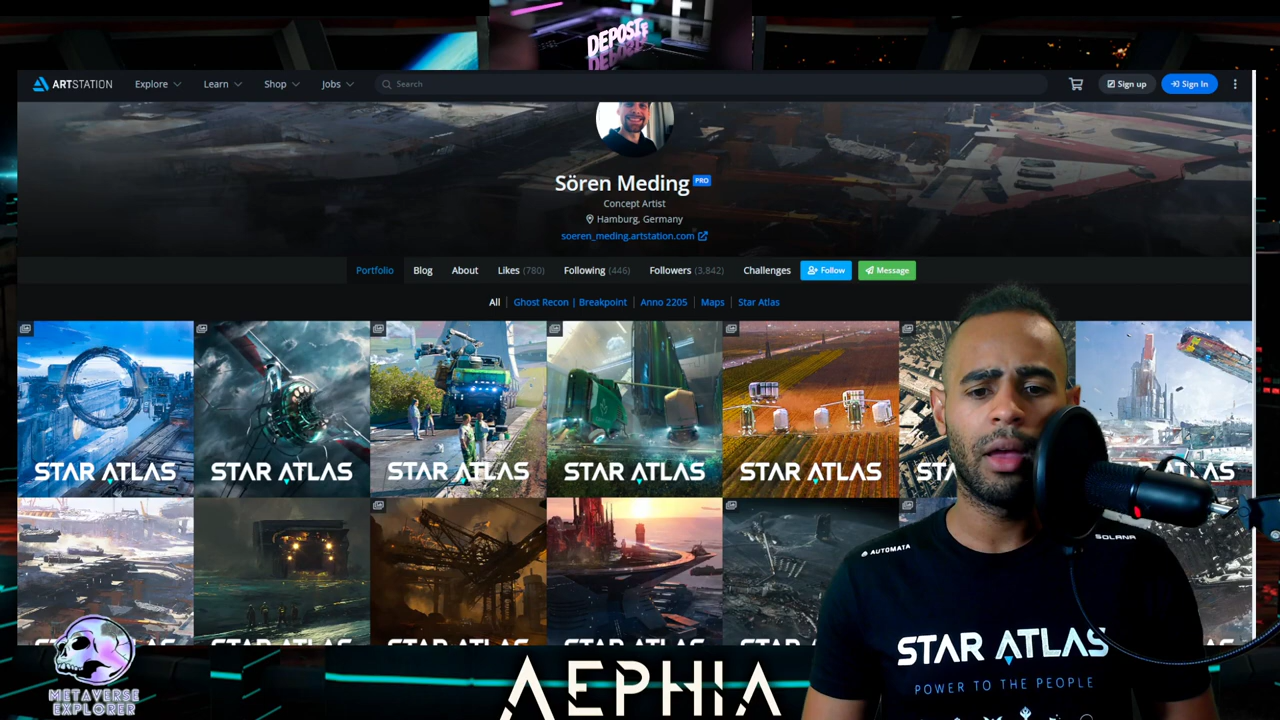 DEPOST
DEBORE
ARTSTATION Explore Learn Shop Jobs Search Sign up Sign In
Sören Meding PRO
Concept Artist
Hamburg, Germany
soeren_meding.artstation.com
Portfolio Blog About Likes (780) Following (446) Followers (3.842) Challenges Follow Message
All Ghost Recon | Breakpoint Anno 2205 Maps Star Atlas
STAR ATLAS STAR ATLAS STAR ATLAS STAR ATLAS STAR ATLAS
AUTOMATA SOLANA
STAR ATLAS
POWER TO THE PEOPLE
METAVERSE
EXPLORER
AEPHIA